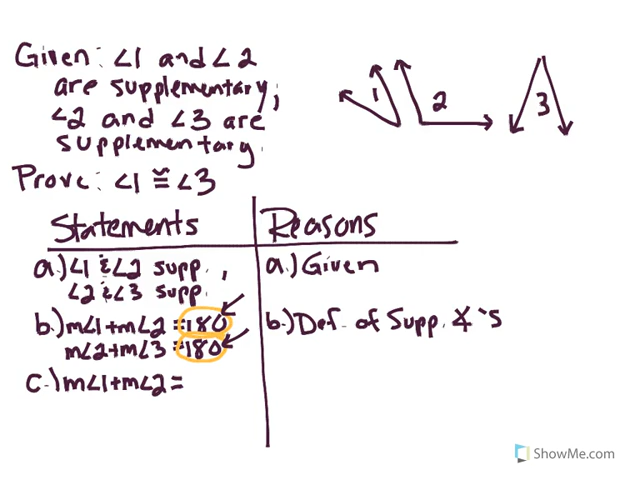 Given: ∠1 and ∠2
are supplementary;
∠2 and ∠3 are
supplementary.
Prove: ∠1 ≅ ∠3
1
2
3
Statements
Reasons
a.) ∠1 & ∠2 supp.,
∠2 & ∠3 supp.
a.) Given
b.) m∠1+m∠2 =180
m∠2+m∠3 =180
b.) Def. of Supp. ∡'s
c.) m∠1+m∠2 =
ShowMe.com